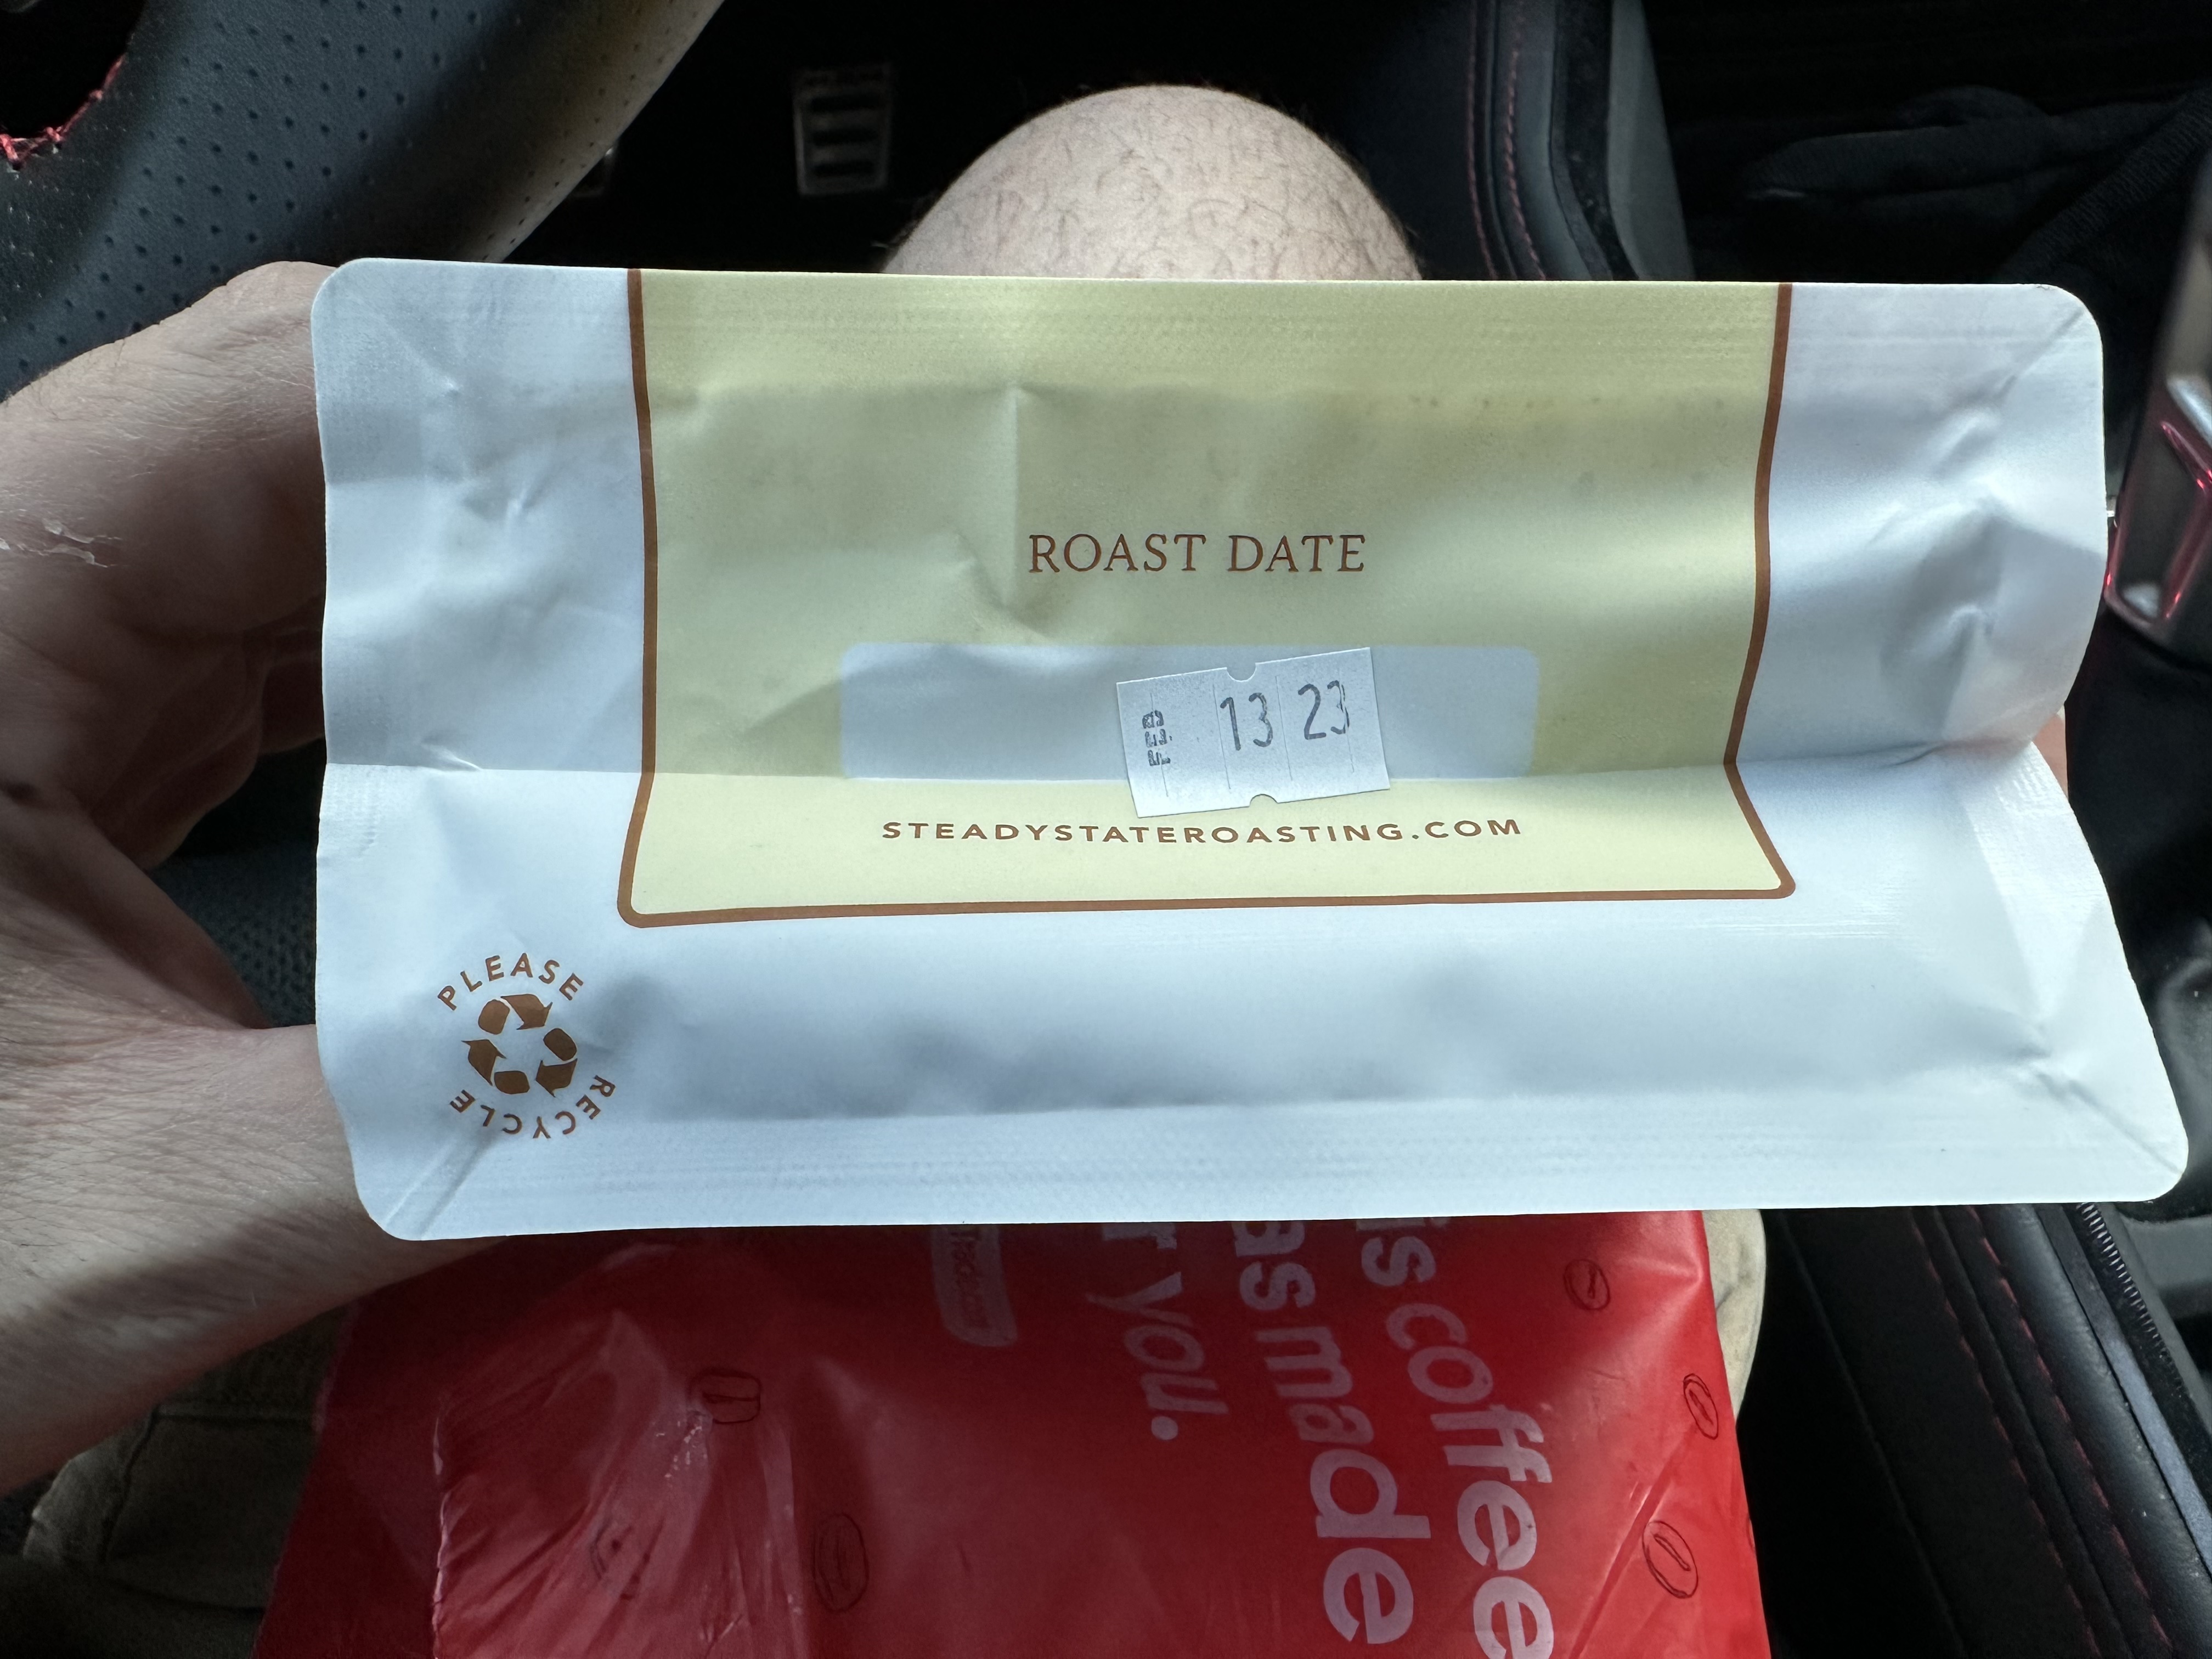 ROAST DATE
FEB 13 23
STEADYSTATEROASTING.COM
PLEASE
RECYCLE
is coffee
as made
r you.